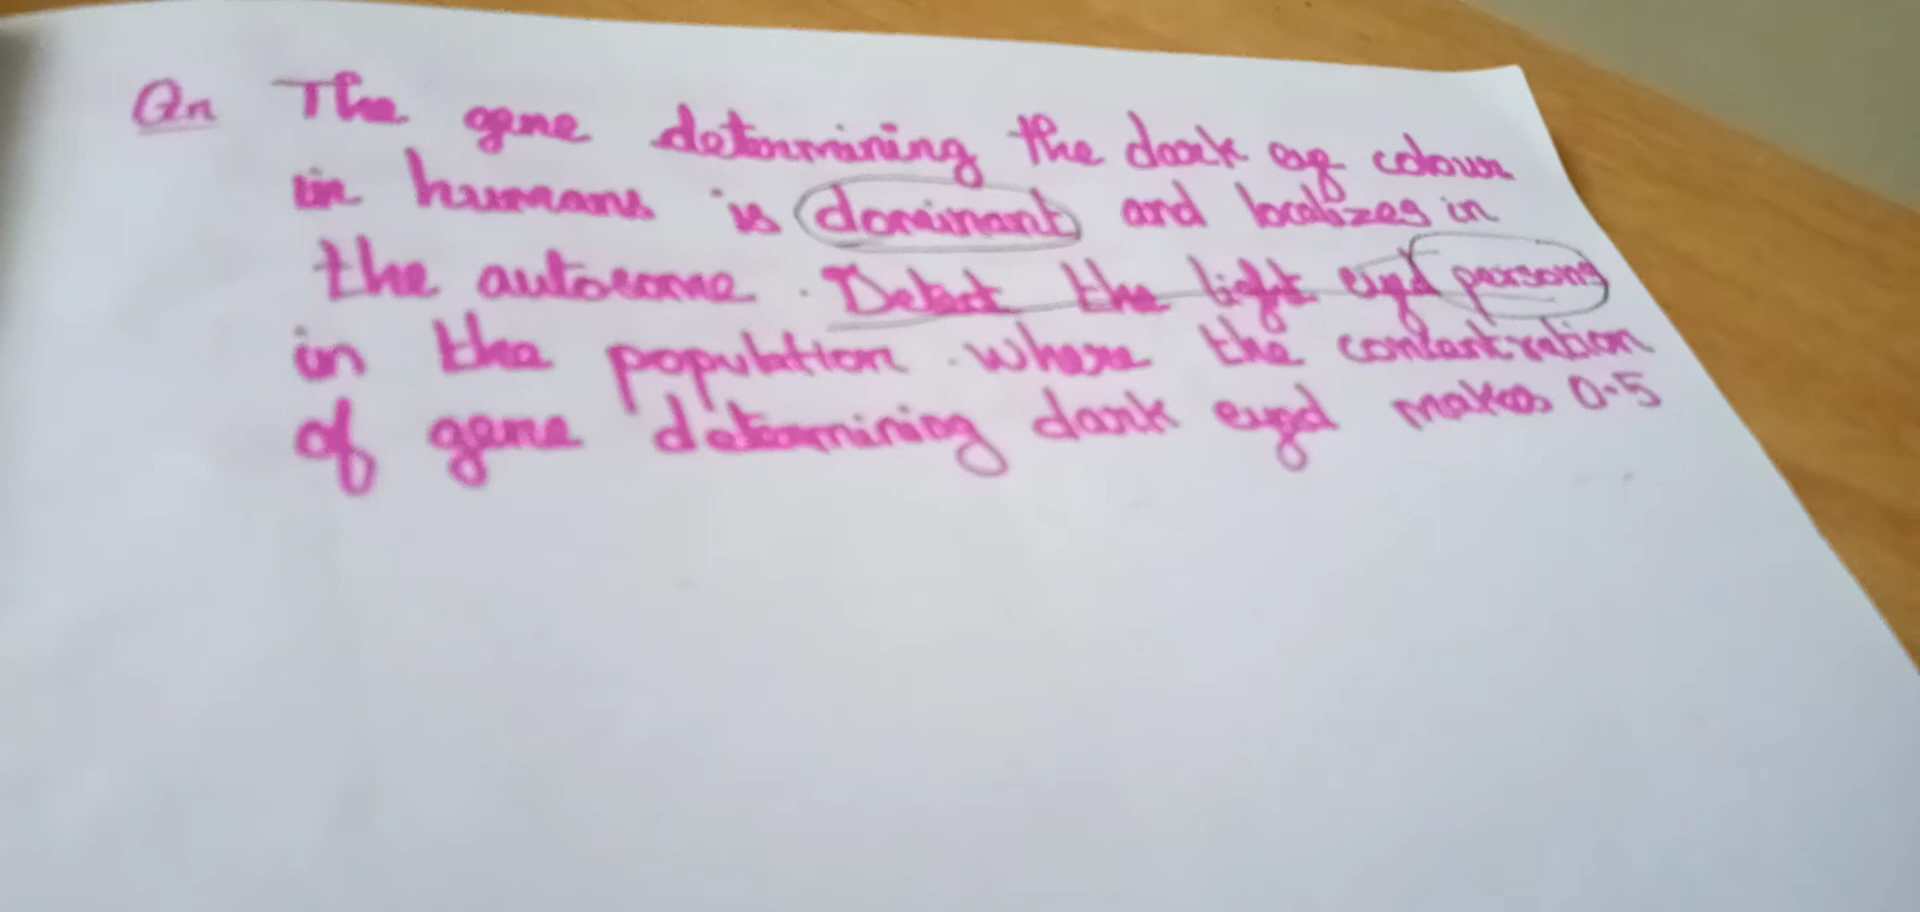 Qn The gene determining the dark eye colour
in humans is dominant and localizes in
the autosome. Detect the light eyed persons
in the population where the concentration
of gene determining dark eyed makes 0.5